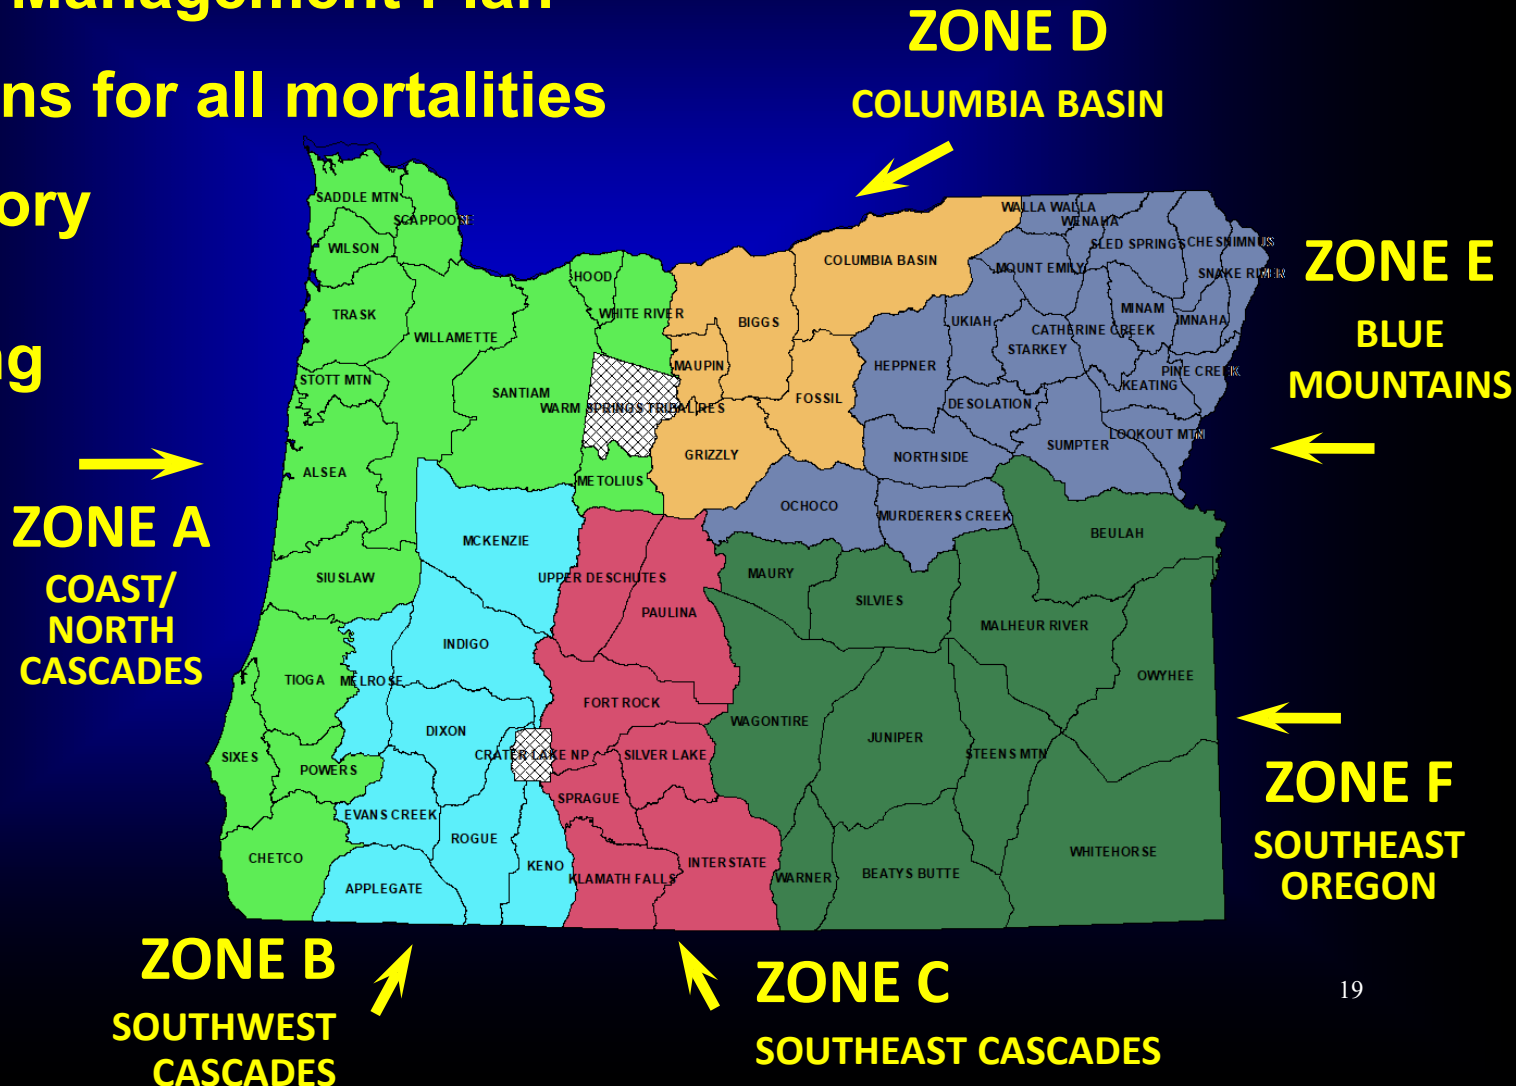 Management Plan
ns for all mortalities
ory
ng
ZONE D
COLUMBIA BASIN
ZONE E
BLUE
MOUNTAINS
ZONE A
COAST/
NORTH
CASCADES
ZONE F
SOUTHEAST
OREGON
ZONE B
SOUTHWEST
CASCADES
ZONE C
SOUTHEAST CASCADES
SADDLE MTN
SCAPPOOSE
WILSON
TRASK
WILLAMETTE
STOTT MTN
SANTIAM
HOOD
WHITE RIVER
WARM SPRINGS TRIBAL RES
METOLIUS
ALSEA
SIUSLAW
TIOGA
SIXES
POWERS
CHETCO
MCKENZIE
INDIGO
MELROSE
DIXON
CRATER LAKE NP
EVANS CREEK
ROGUE
KENO
APPLEGATE
UPPER DESCHUTES
PAULINA
FORT ROCK
SILVER LAKE
SPRAGUE
KLAMATH FALLS
INTERSTATE
COLUMBIA BASIN
BIGGS
MAUPIN
FOSSIL
GRIZZLY
WALLA WALLA
WENAHA
SLED SPRINGS
CHESNIMNUS
SNAKE RIVER
MOUNT EMILY
MINAM
IMNAHA
UKIAH
CATHERINE CREEK
STARKEY
HEPPNER
PINE CREEK
KEATING
DESOLATION
LOOKOUT MTN
SUMPTER
NORTHSIDE
OCHOCO
MURDERERS CREEK
BEULAH
MAURY
SILVIES
MALHEUR RIVER
OWYHEE
WAGONTIRE
JUNIPER
STEENS MTN
WHITEHORSE
WARNER
BEATYS BUTTE
19